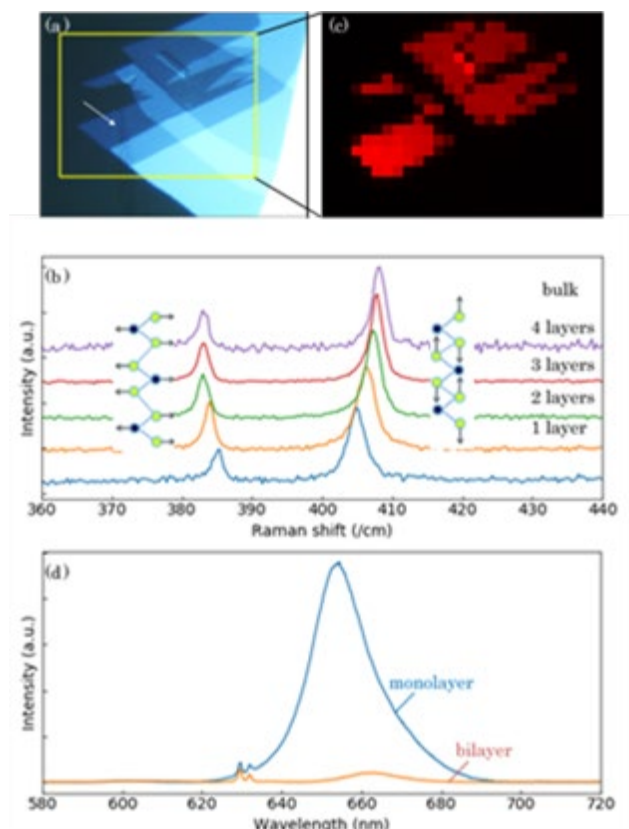 (a)
(c)
(b)
bulk
4 layers
3 layers
2 layers
1 layer
Intensity (a.u.)
360 370 380 390 400 410 420 430 440
Raman shift (/cm)
(d)
monolayer
bilayer
Intensity (a.u.)
580 600 620 640 660 680 700 720
Wavelength (nm)